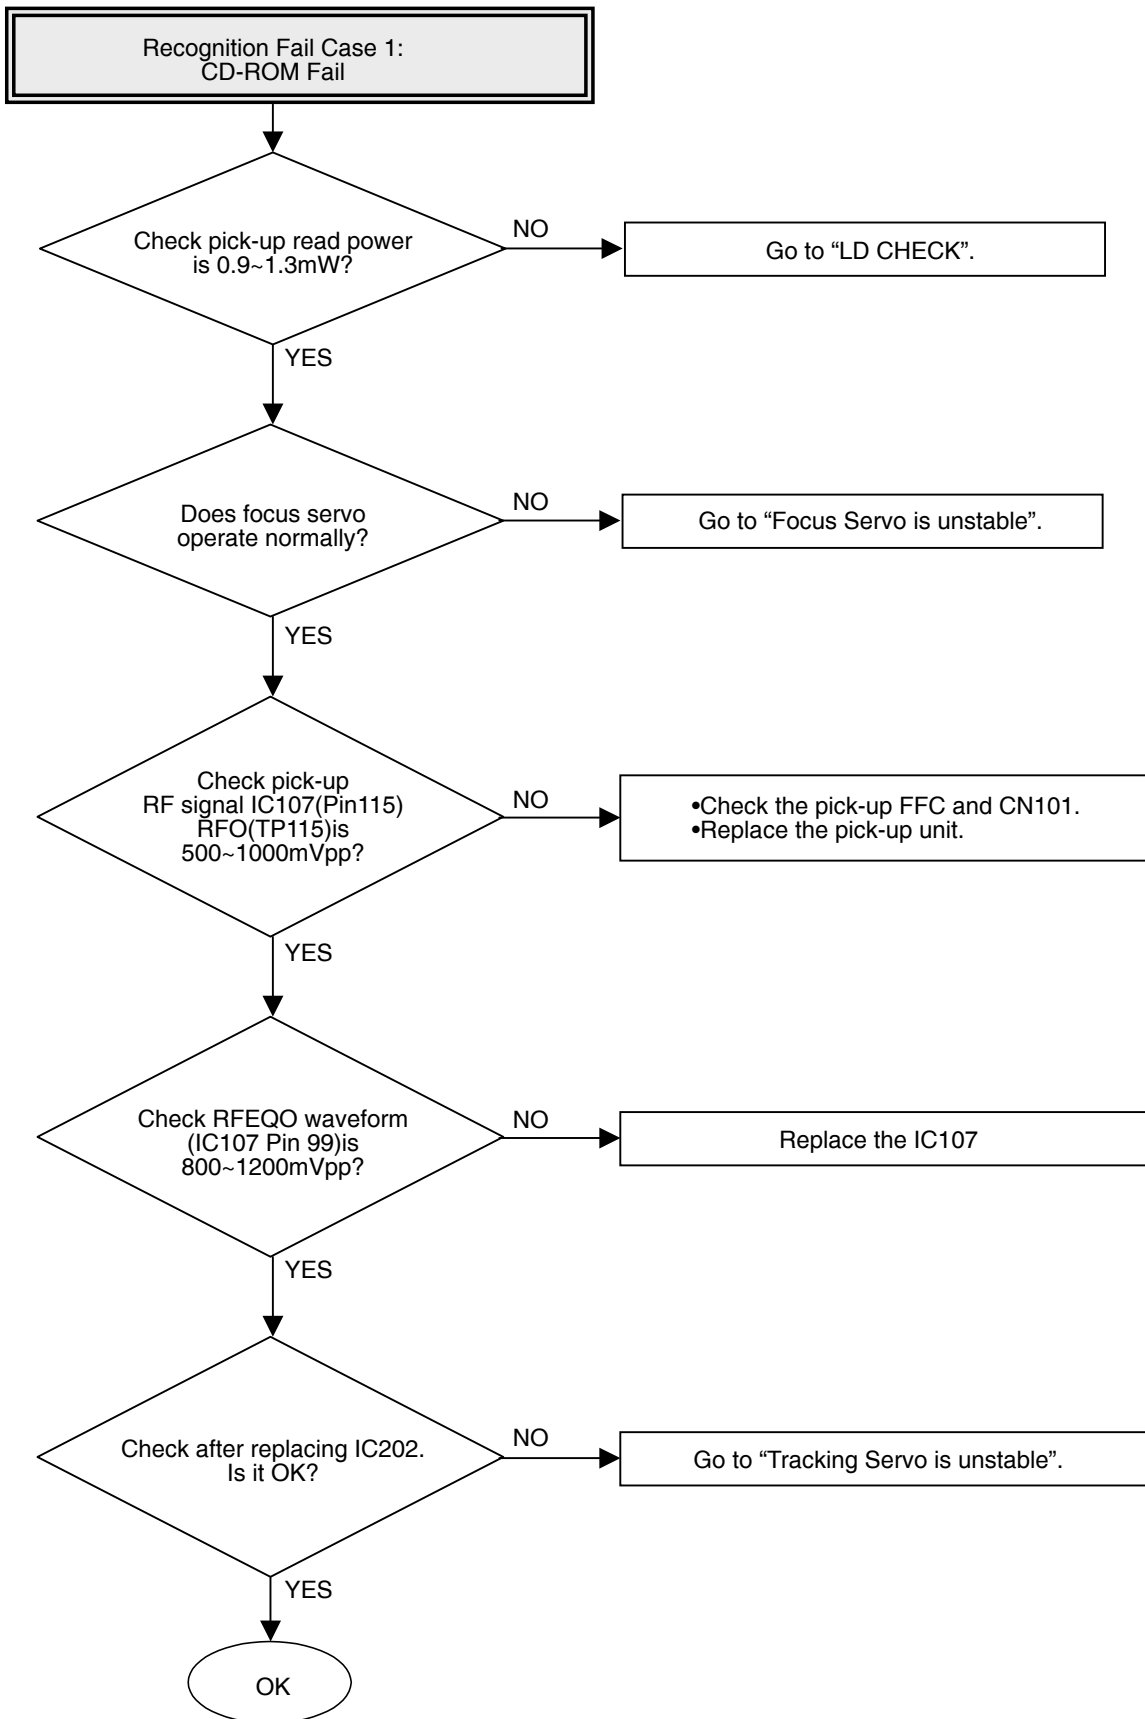 Recognition Fail Case 1:
CD-ROM Fail
Check pick-up read power
is 0.9~1.3mW?
NO
Go to “LD CHECK”.
YES
Does focus servo
operate normally?
NO
Go to “Focus Servo is unstable”.
YES
Check pick-up
RF signal IC107(Pin115)
RFO(TP115)is
500~1000mVpp?
NO
•Check the pick-up FFC and CN101.
•Replace the pick-up unit.
YES
Check RFEQO waveform
(IC107 Pin 99)is
800~1200mVpp?
NO
Replace the IC107
YES
Check after replacing IC202.
Is it OK?
NO
Go to “Tracking Servo is unstable”.
YES
OK